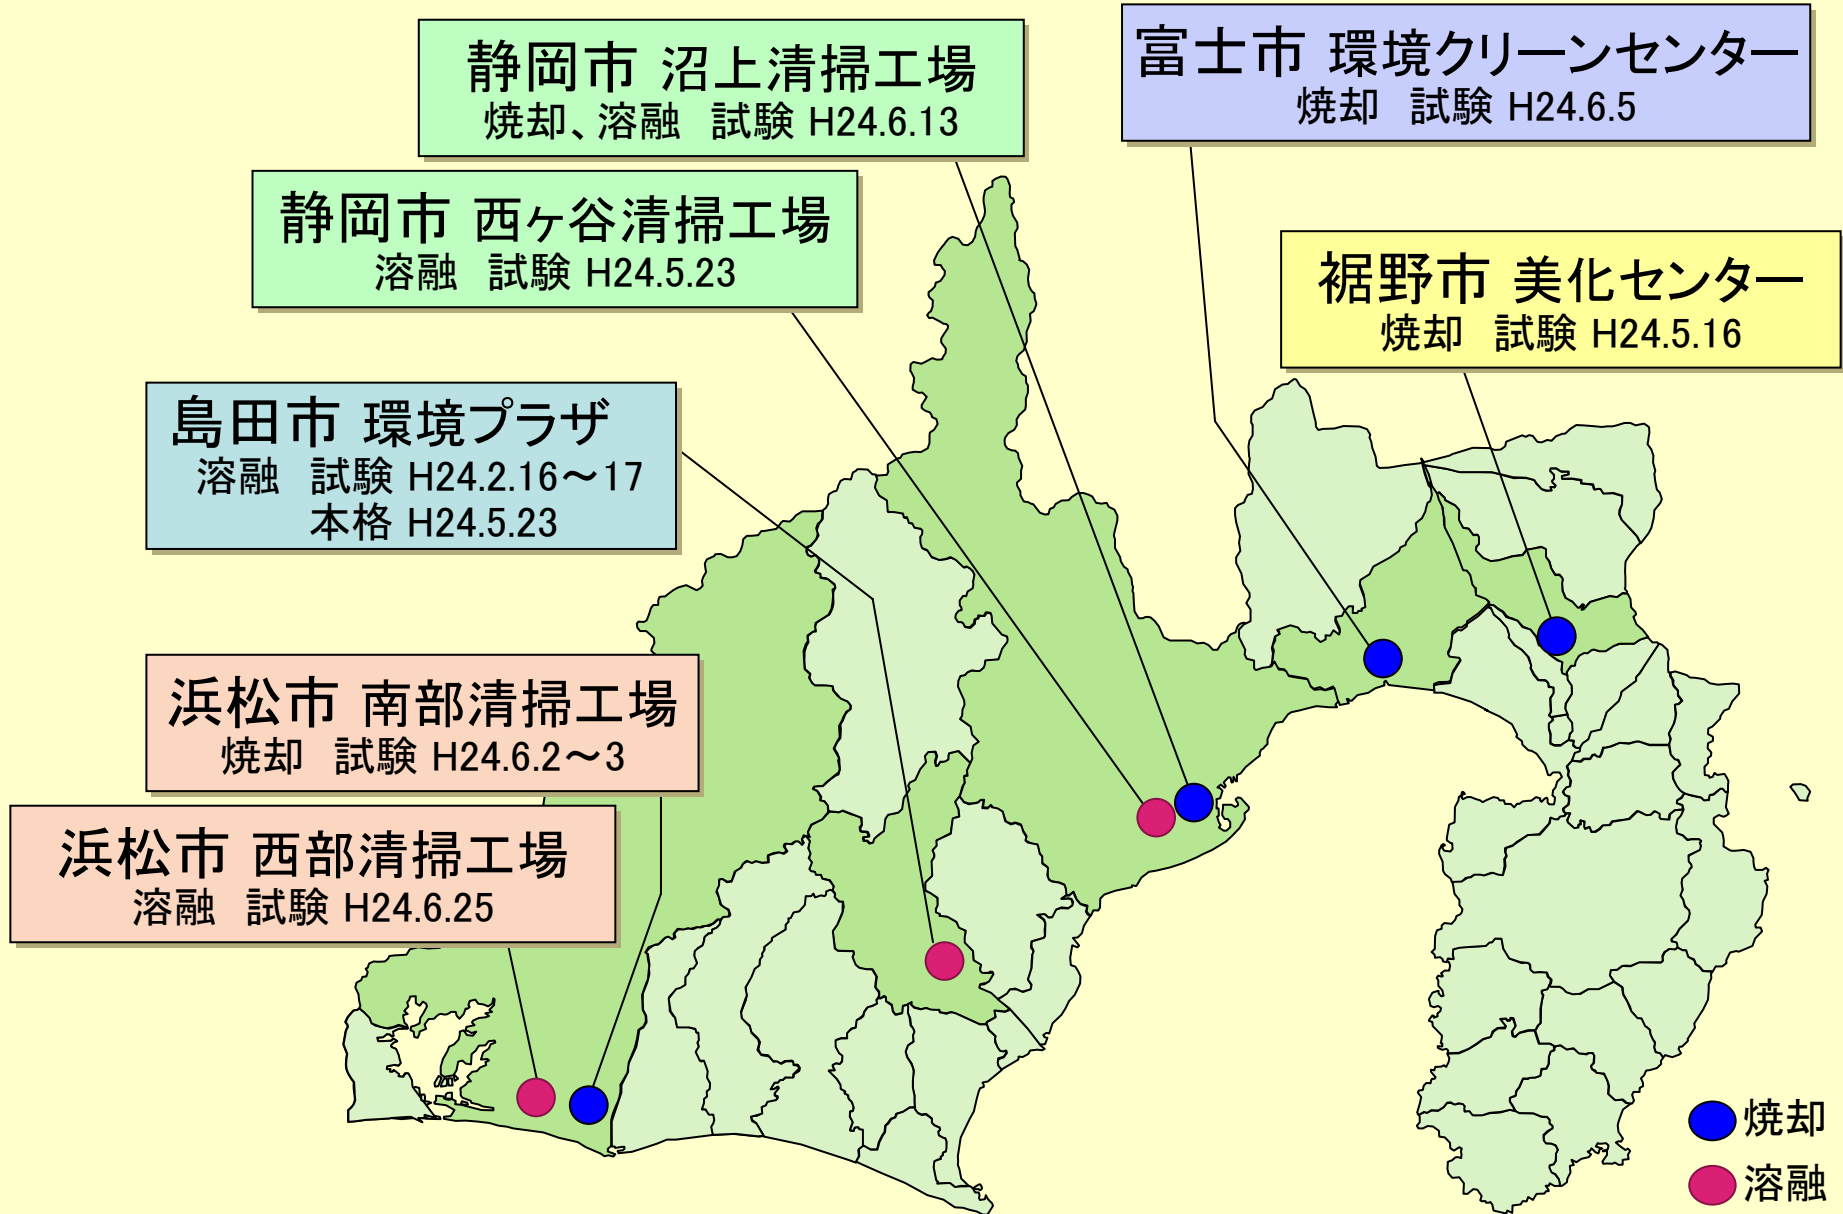 静岡市 沼上清掃工場
焼却、溶融 試験 H24.6.13
富士市 環境クリーンセンター
焼却 試験 H24.6.5
静岡市 西ヶ谷清掃工場
溶融 試験 H24.5.23
裾野市 美化センター
焼却 試験 H24.5.16
島田市 環境プラザ
溶融 試験 H24.2.16～17
本格 H24.5.23
浜松市 南部清掃工場
焼却 試験 H24.6.2～3
浜松市 西部清掃工場
溶融 試験 H24.6.25
焼却
溶融